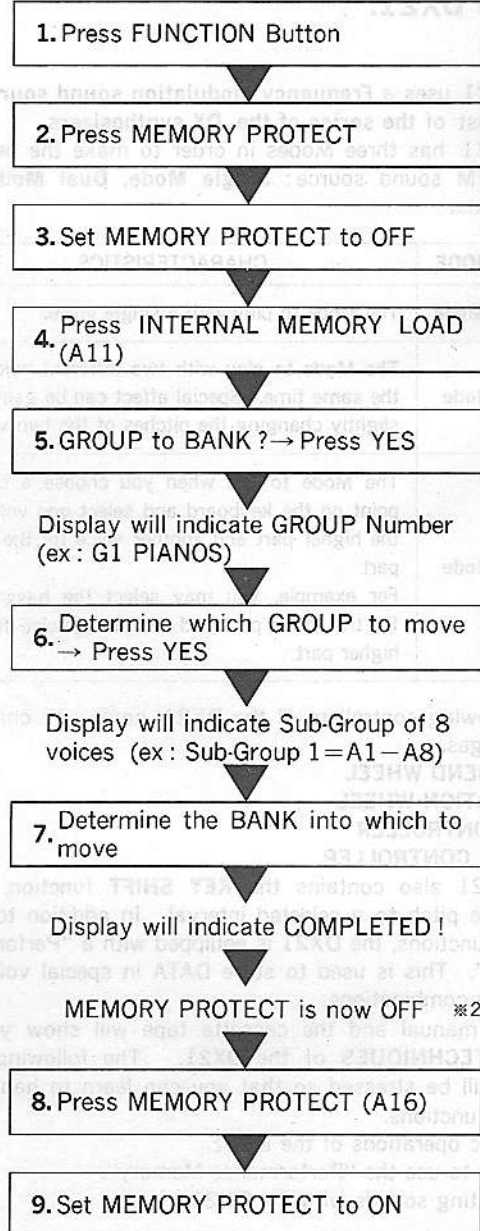 1. Press FUNCTION Button
2. Press MEMORY PROTECT
3. Set MEMORY PROTECT to OFF
4. Press INTERNAL MEMORY LOAD
(A11)
5. GROUP to BANK ? → Press YES
Display will indicate GROUP Number
(ex : G1 PIANOS)
6. Determine which GROUP to move
→ Press YES
Display will indicate Sub-Group of 8
voices (ex : Sub-Group 1 = A1 – A8)
7. Determine the BANK into which to
move
Display will indicate COMPLETED !
MEMORY PROTECT is now OFF ※2
8. Press MEMORY PROTECT (A16)
9. Set MEMORY PROTECT to ON